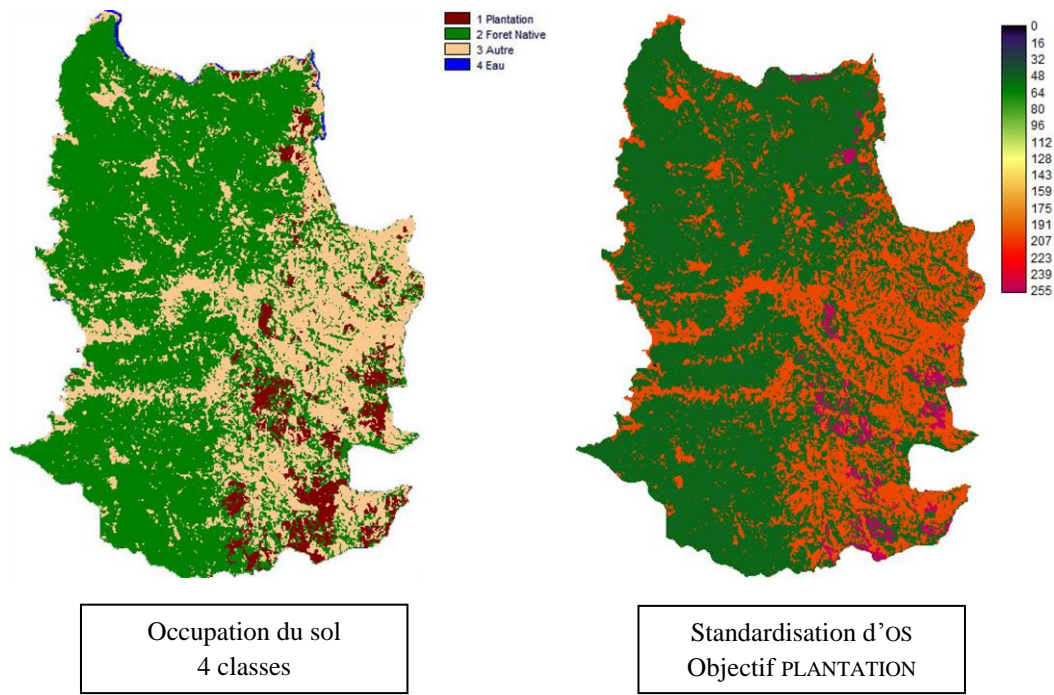 1 Plantation
2 Foret Native
3 Autre
4 Eau
0
16
32
48
64
80
96
112
128
143
159
175
191
207
223
239
255
Occupation du sol
4 classes
Standardisation d’OS
Objectif PLANTATION